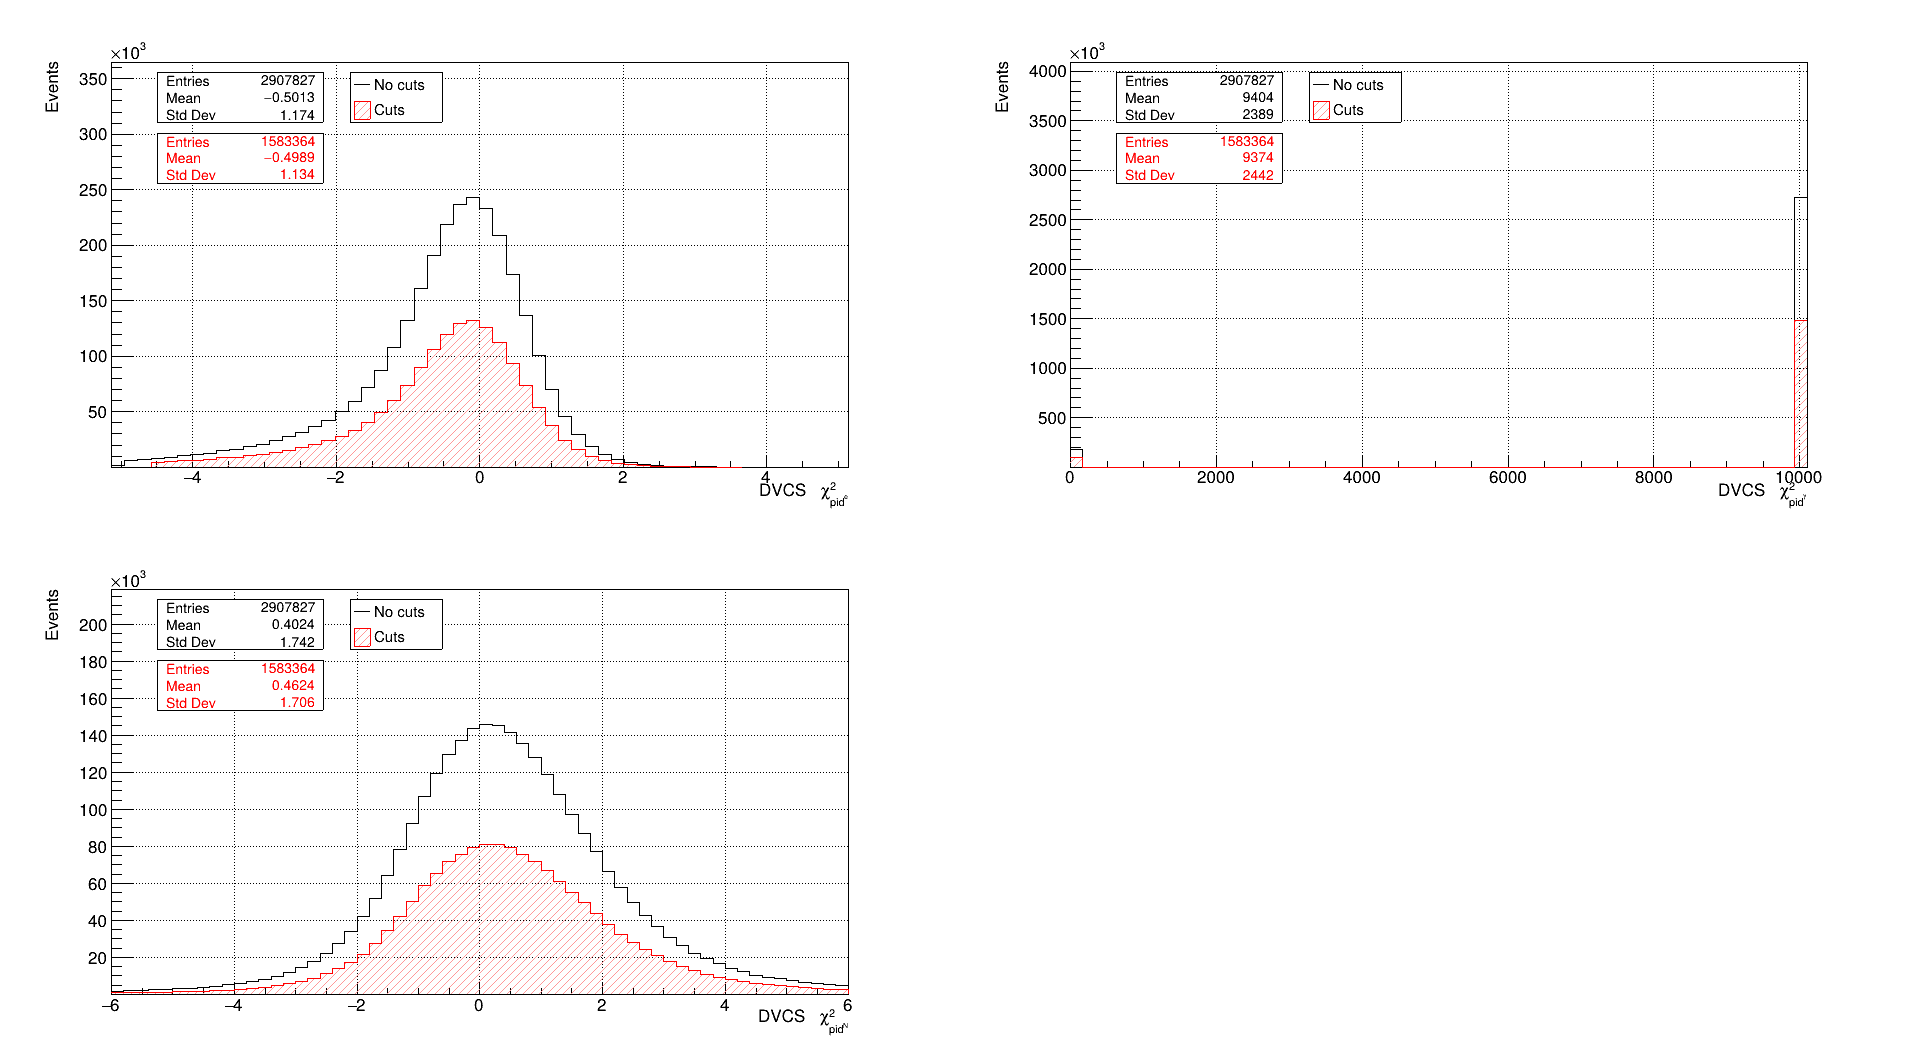 ×10³
Events
350
300
250
200
150
100
50
Entries 2907827
Mean −0.5013
Std Dev 1.174
Entries 1583364
Mean −0.4989
Std Dev 1.134
No cuts
Cuts
−4 −2 0 2 4
DVCS χ²pidᵉ
×10³
Events
4000
3500
3000
2500
2000
1500
1000
500
Entries 2907827
Mean 9404
Std Dev 2389
Entries 1583364
Mean 9374
Std Dev 2442
No cuts
Cuts
0 2000 4000 6000 8000 10000
DVCS χ²pidᵞ
×10³
Events
200
180
160
140
120
100
80
60
40
20
Entries 2907827
Mean 0.4024
Std Dev 1.742
Entries 1583364
Mean 0.4624
Std Dev 1.706
No cuts
Cuts
−6 −4 −2 0 2 4 6
DVCS χ²pidᴺ